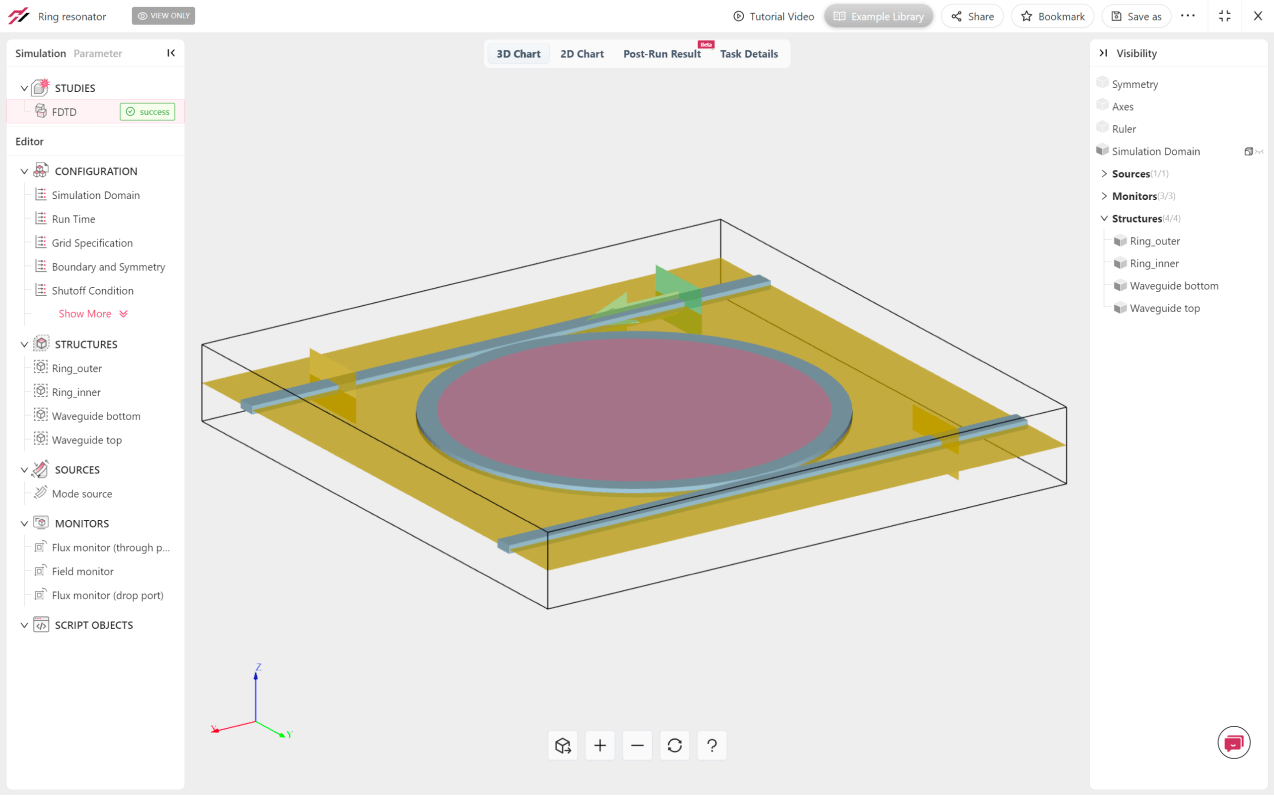 Ring resonator
VIEW ONLY
Tutorial Video
Example Library
Share
Bookmark
Save as
Simulation Parameter
STUDIES
FDTD
success
Editor
CONFIGURATION
Simulation Domain
Run Time
Grid Specification
Boundary and Symmetry
Shutoff Condition
Show More
STRUCTURES
Ring_outer
Ring_inner
Waveguide bottom
Waveguide top
SOURCES
Mode source
MONITORS
Flux monitor (through p...
Field monitor
Flux monitor (drop port)
SCRIPT OBJECTS
3D Chart
2D Chart
Post-Run Result
Beta
Task Details
Z
X
Y
?
Visibility
Symmetry
Axes
Ruler
Simulation Domain
Sources(1/1)
Monitors(3/3)
Structures(4/4)
Ring_outer
Ring_inner
Waveguide bottom
Waveguide top